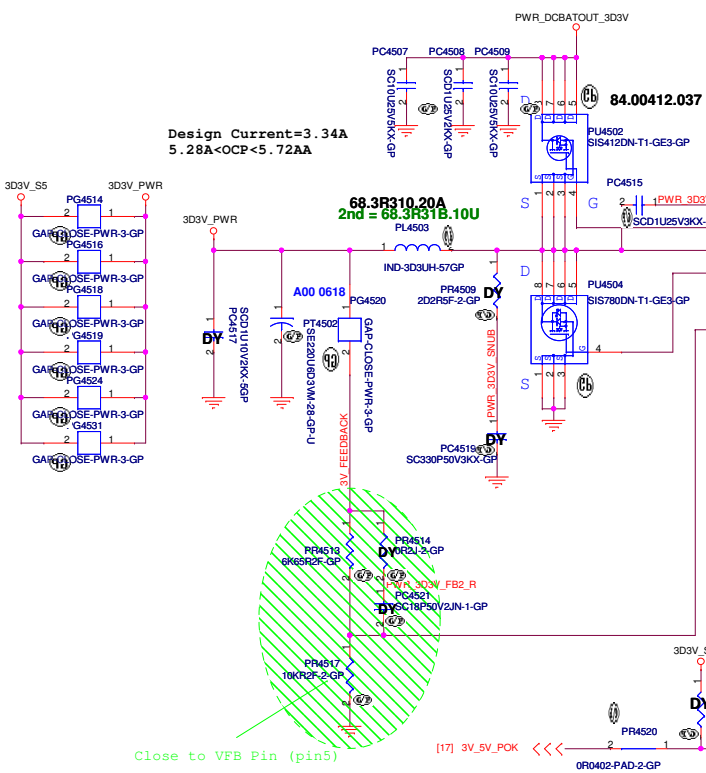 PWR_DCBATOUT_3D3V
PC4507
PC4508
PC4509
SC10U25V5KX-GP
SCD1U25V2KX-GP
SC10U25V5KX-GP
84.00412.037
PU4502
SIS412DN-T1-GE3-GP
Design Current=3.34A
5.28A<OCP<5.72AA
3D3V_S5
3D3V_PWR
PG4514
GAP-CLOSE-PWR-3-GP
PG4516
GAP-CLOSE-PWR-3-GP
PG4518
GAP-CLOSE-PWR-3-GP
PG4519
GAP-CLOSE-PWR-3-GP
PG4524
GAP-CLOSE-PWR-3-GP
PG4531
GAP-CLOSE-PWR-3-GP
3D3V_PWR
68.3R310.20A
2nd = 68.3R31B.10U
PL4503
IND-3D3UH-57GP
PC4515
PWR_3D3
SCD1U25V3KX-
D
S
G
D
S
PU4504
SIS780DN-T1-GE3-GP
A00 0618
PG4520
GAP-CLOSE-PWR-3-GP
PT4502
SE220U6D3VM-28-GP-U
PC4517
SCD1U10V2KX-5GP
DY
PR4509
2D2R5F-2-GP
DY
PWR_3D3V_SNUB
PC4519
SC330P50V3KX-GP
DY
3V_FEEDBACK
PR4513
6K65R2F-GP
PR4514
0R2J-2-GP
DY
PWR_3D3V_FB2_R
PC4521
SC18P50V2JN-1-GP
DY
PR4517
10KR2F-2-GP
Close to VFB Pin (pin5)
3D3V_S
DY
[17] 3V_5V_POK
PR4520
0R0402-PAD-2-GP